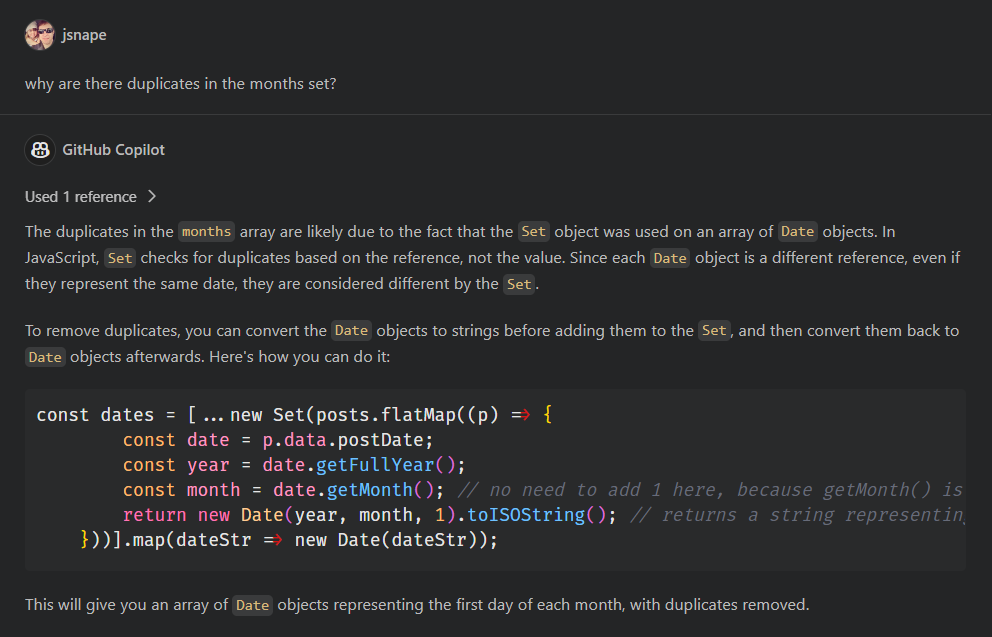 jsnape
why are there duplicates in the months set?
GitHub Copilot
Used 1 reference
The duplicates in the months array are likely due to the fact that the Set object was used on an array of Date objects. In
JavaScript, Set checks for duplicates based on the reference, not the value. Since each Date object is a different reference, even if
they represent the same date, they are considered different by the Set.
To remove duplicates, you can convert the Date objects to strings before adding them to the Set, and then convert them back to
Date objects afterwards. Here's how you can do it:
const dates = [...new Set(posts.flatMap((p) => {
const date = p.data.postDate;
const year = date.getFullYear();
const month = date.getMonth(); // no need to add 1 here, because getMonth() is
return new Date(year, month, 1).toISOString(); // returns a string
}))].map(dateStr => new Date(dateStr));
This will give you an array of Date objects representing the first day of each month, with duplicates removed.